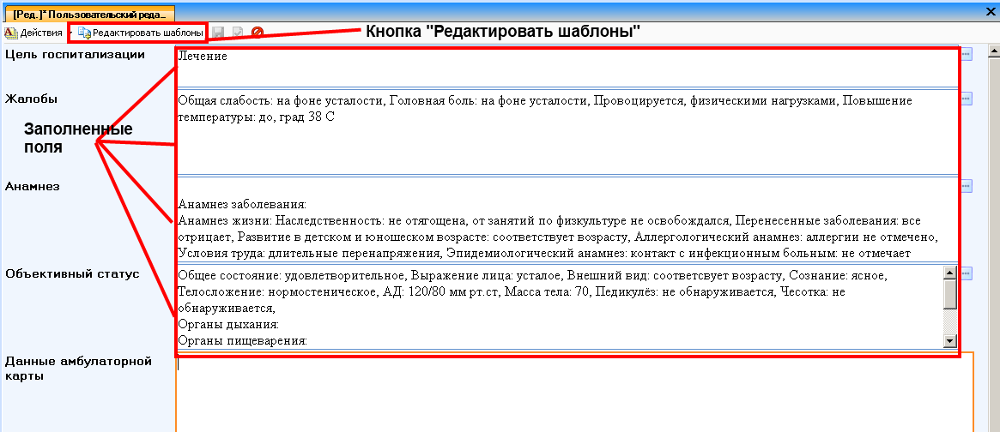 [Ред.]* Пользовательский реда...
Действия
Редактировать шаблоны
Кнопка "Редактировать шаблоны"
Цель госпитализации
Лечение
Жалобы
Общая слабость: на фоне усталости, Головная боль: на фоне усталости, Провоцируется, физическими нагрузками, Повышение
температуры: до, град 38 С
Заполненные
поля
Анамнез
Анамнез заболевания:
Анамнез жизни: Наследственность: не отягощена, от занятий по физкультуре не освобождался, Перенесенные заболевания: все
отрицает, Развитие в детском и юношеском возрасте: соответствует возрасту, Аллергологический анамнез: аллергии не отмечено,
Условия труда: длительные перенапряжения, Эпидемиологический анамнез: контакт с инфекционным больным: не отмечает
Объективный статус
Общее состояние: удовлетворительное, Выражение лица: усталое, Внешний вид: соответсвует возрасту, Сознание: ясное,
Телосложение: нормостеническое, АД: 120/80 мм рт.ст, Масса тела: 70, Педикулёз: не обнаруживается, Чесотка: не
обнаруживается,
Органы дыхания:
Органы пищеварения:
Данные амбулаторной
карты